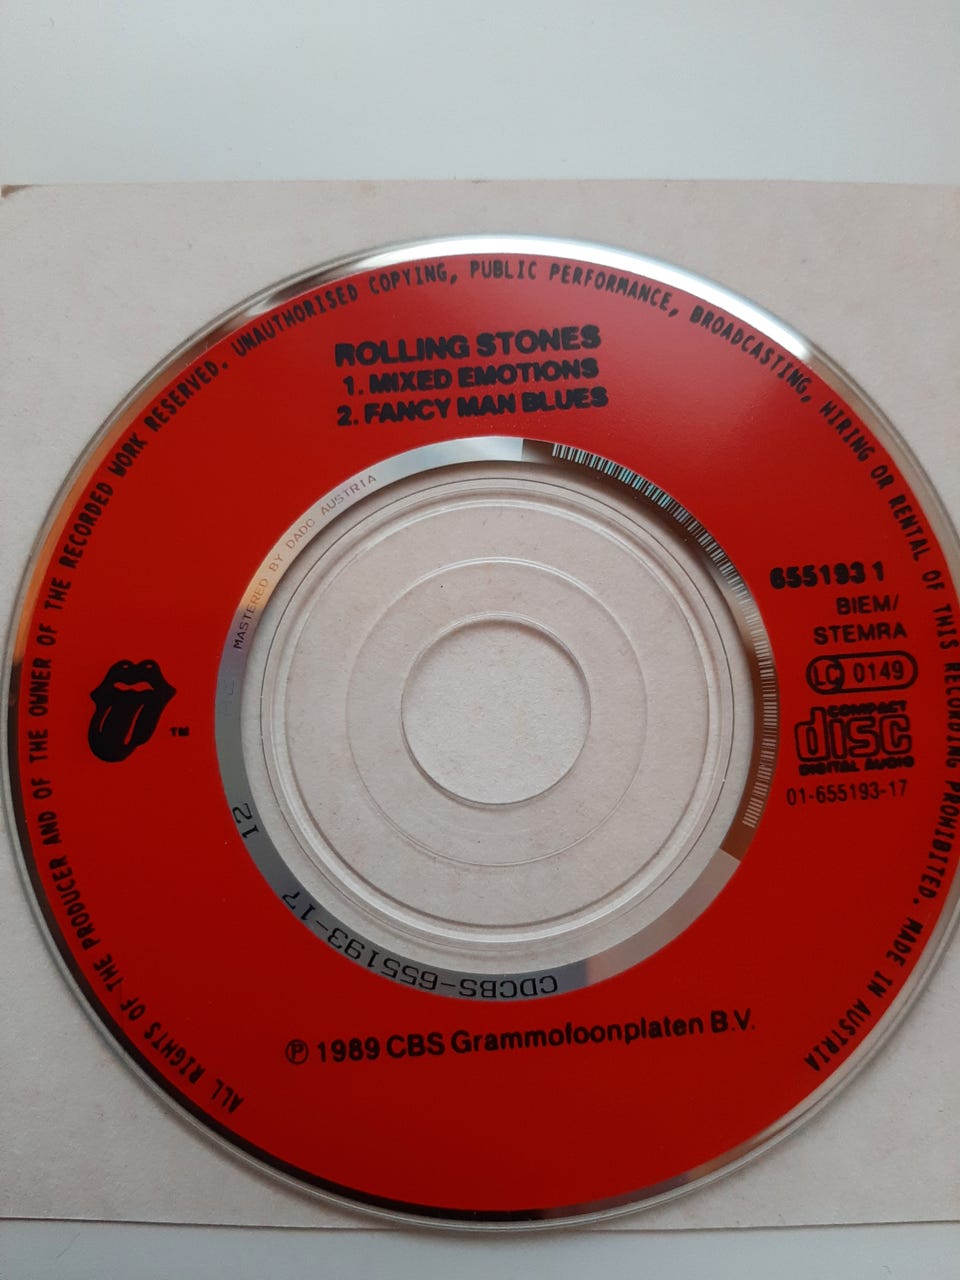 ALL RIGHTS OF THE PRODUCER AND OF THE OWNER OF THE RECORDED WORK RESERVED. UNAUTHORISED COPYING, PUBLIC PERFORMANCE, BROADCASTING, HIRING OR RENTAL OF THIS RECORDING PROHIBITED. MADE IN AUSTRIA
ROLLING STONES
1. MIXED EMOTIONS
2. FANCY MAN BLUES
MASTERED BY DADC AUSTRIA
655193 1
BIEM/
STEMRA
LC 0149
COMPACT
disc
DIGITAL AUDIO
01-655193-17
TM
12
CDCBS-655193-17
℗ 1989 CBS Grammofoonplaten B.V.